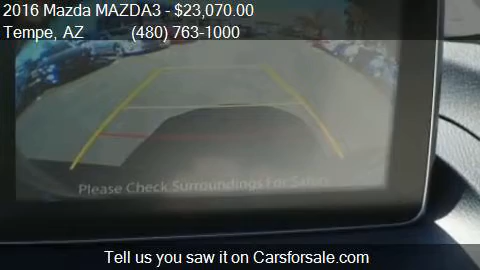 2016 Mazda MAZDA3 - $23,070.00
Tempe, AZ (480) 763-1000
Please Check Surroundings For Safety
Tell us you saw it on Carsforsale.com